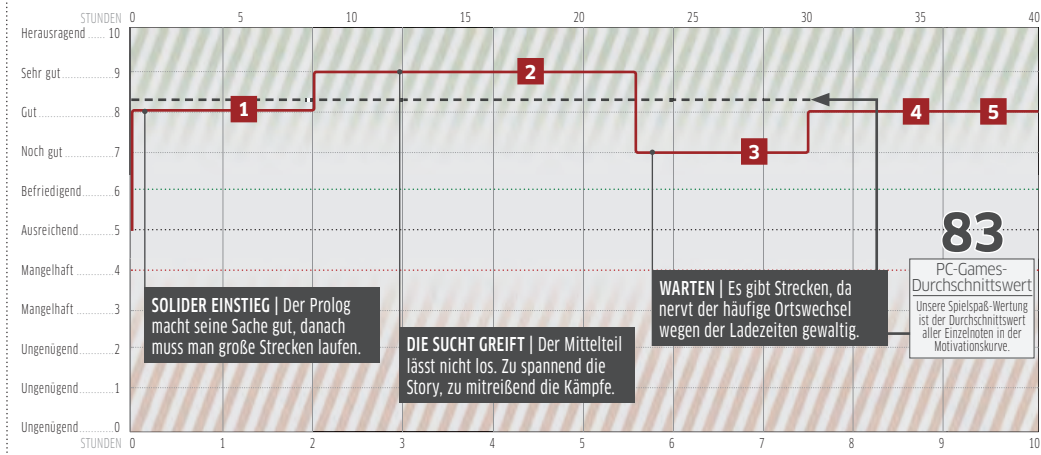 STUNDEN 0 5 10 15 20 25 30 35 40
Herausragend ...... 10
Sehr gut ............... 9
Gut ............... 8
Noch gut ............... 7
Befriedigend ............... 6
Ausreichend ............... 5
Mangelhaft ............... 4
Mangelhaft ............... 3
Ungenügend ............... 2
Ungenügend ............... 1
Ungenügend ............... 0
STUNDEN 0 1 2 3 4 5 6 7 8 9 10
1
2
3
4
5
SOLIDER EINSTIEG | Der Prolog
macht seine Sache gut, danach
muss man große Strecken laufen.
DIE SUCHT GREIFT | Der Mittelteil
lässt nicht los. Zu spannend die
Story, zu mitreißend die Kämpfe.
WARTEN | Es gibt Strecken, da
nervt der häufige Ortswechsel
wegen der Ladezeiten gewaltig.
83
PC-Games-
Durchschnittswert
Unsere Spielspaß-Wertung
ist der Durchschnittswert
aller Einzelnoten in der
Motivationskurve.